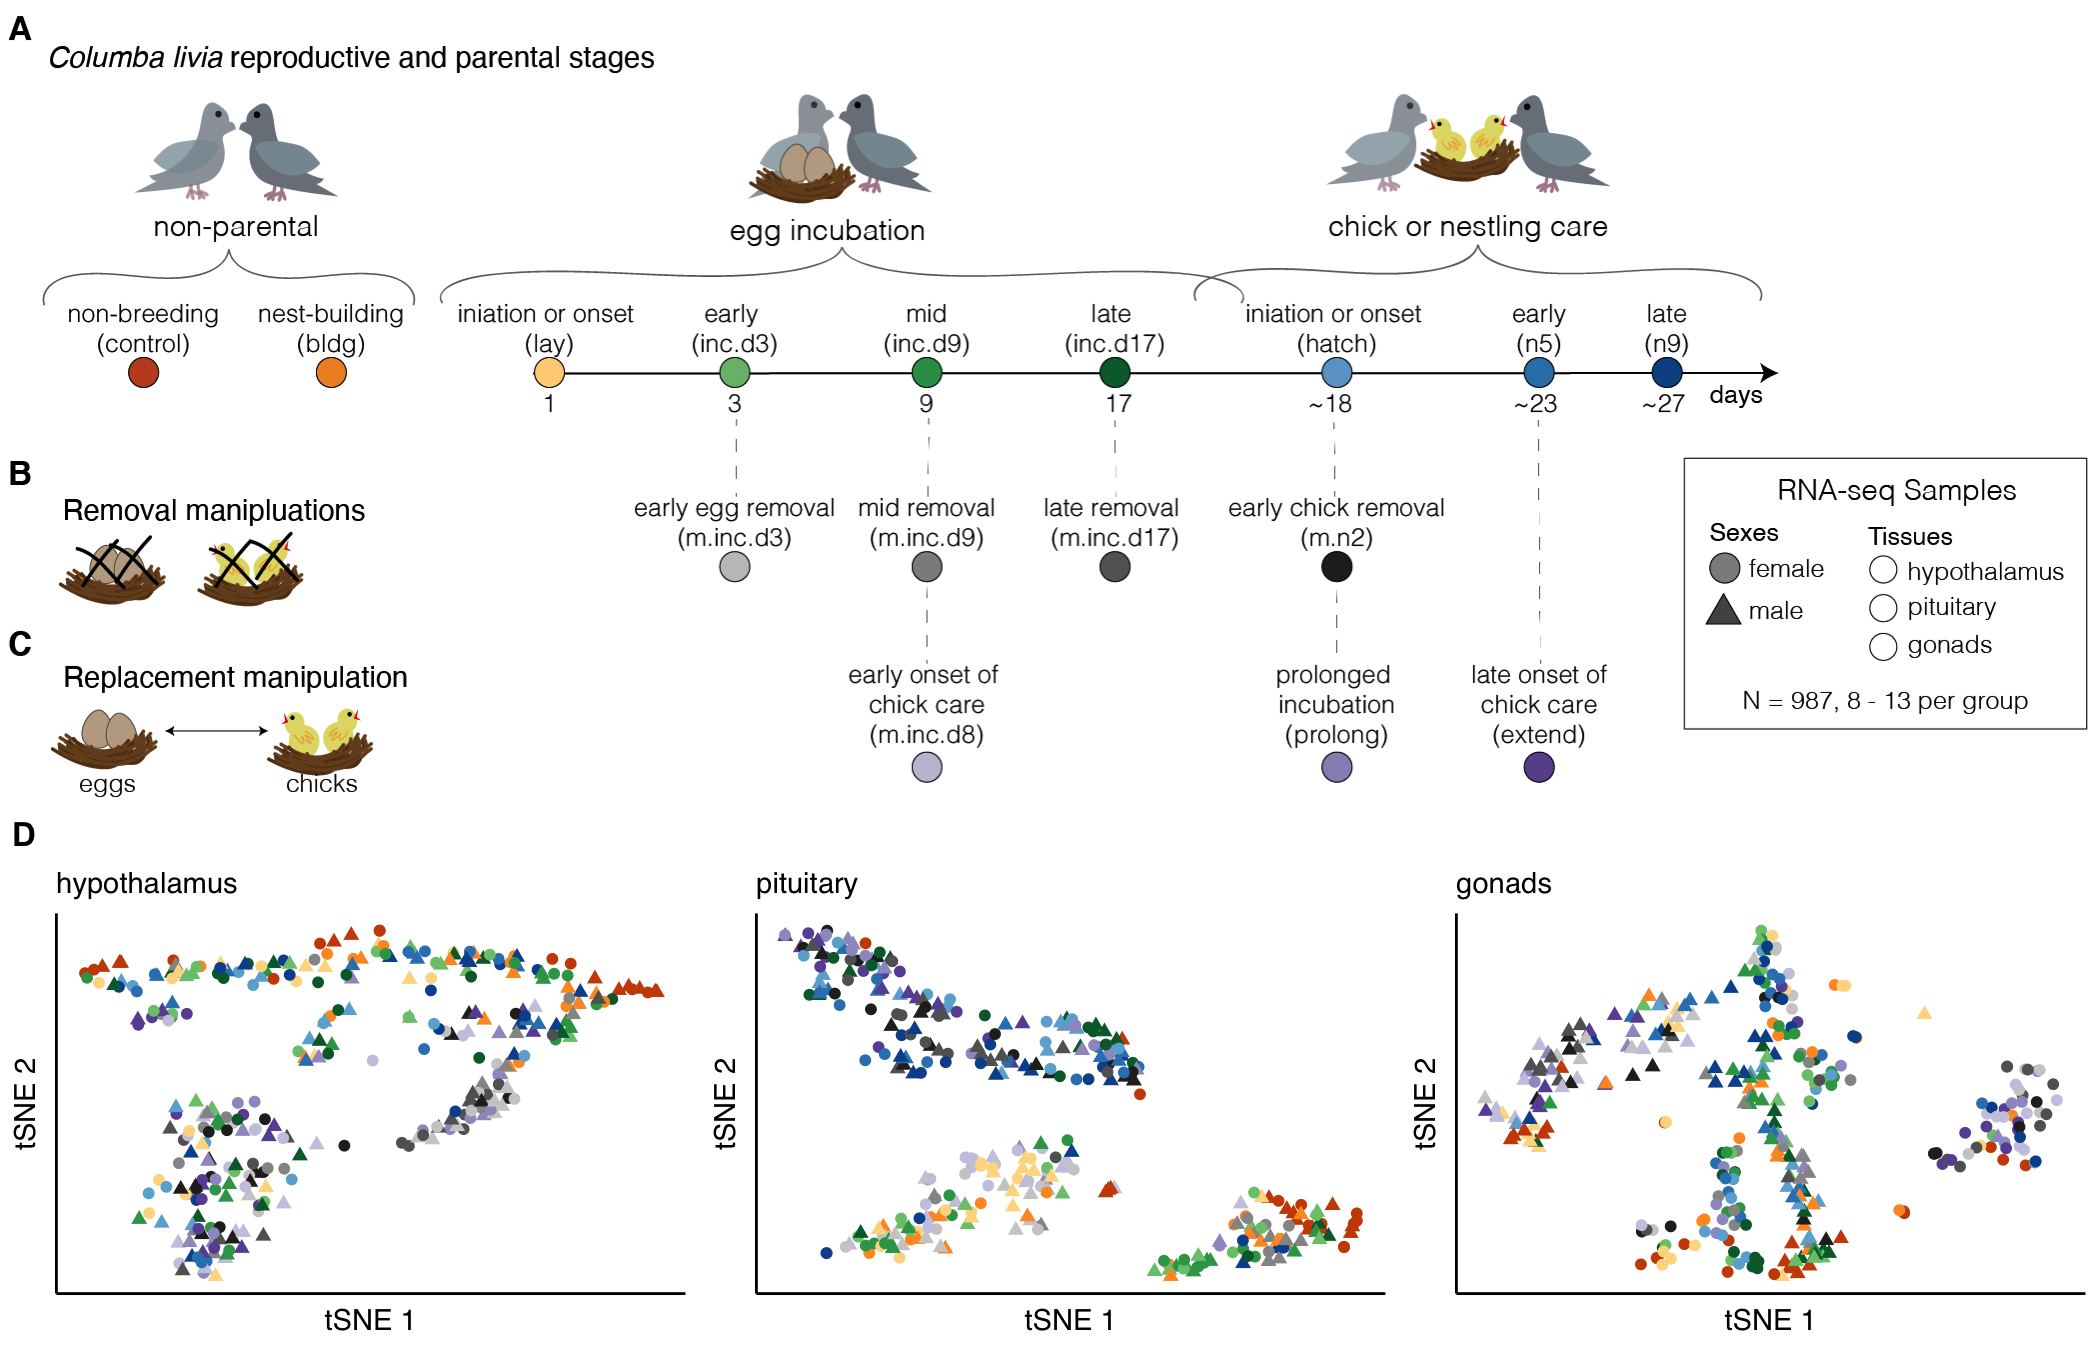 A
Columba livia reproductive and parental stages
non-parental
egg incubation
chick or nestling care
non-breeding
(control)
nest-building
(bldg)
iniation or onset
(lay)
early
(inc.d3)
mid
(inc.d9)
late
(inc.d17)
iniation or onset
(hatch)
early
(n5)
late
(n9)
1
3
9
17
~18
~23
~27
days
B
Removal manipluations
early egg removal
(m.inc.d3)
mid removal
(m.inc.d9)
late removal
(m.inc.d17)
early chick removal
(m.n2)
RNA-seq Samples
Sexes
female
male
Tissues
hypothalamus
pituitary
gonads
N = 987, 8 - 13 per group
C
Replacement manipulation
eggs
chicks
early onset of
chick care
(m.inc.d8)
prolonged
incubation
(prolong)
late onset of
chick care
(extend)
D
hypothalamus
tSNE 2
tSNE 1
pituitary
tSNE 2
tSNE 1
gonads
tSNE 2
tSNE 1